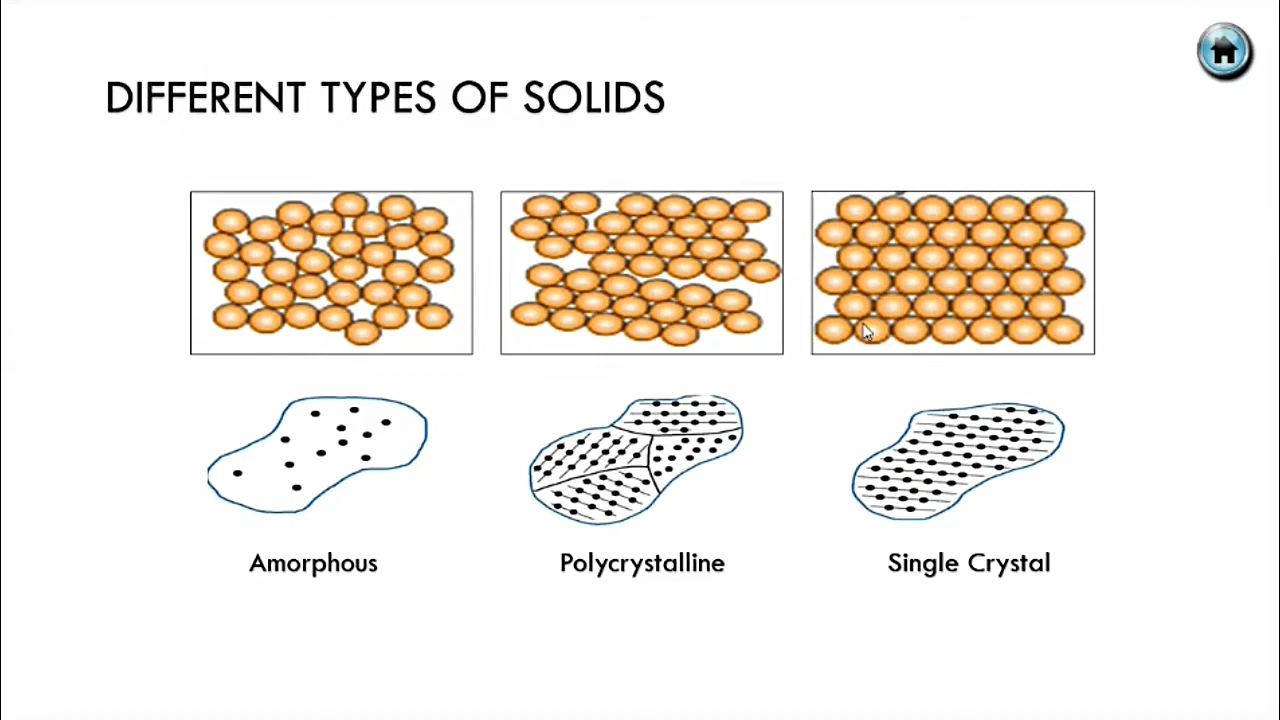 DIFFERENT TYPES OF SOLIDS
Amorphous
Polycrystalline
Single Crystal